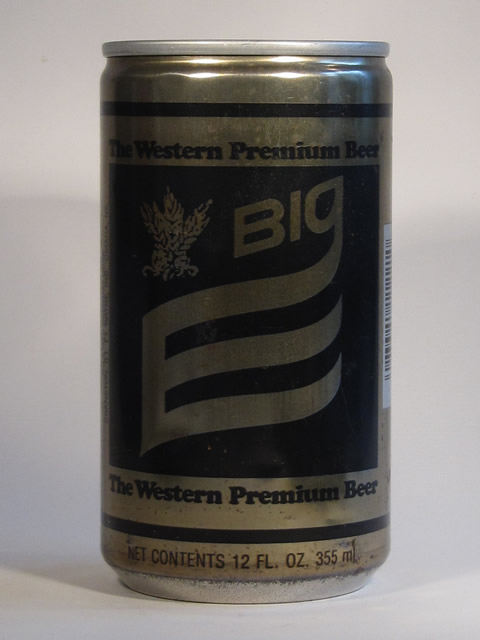 The Western Premium Beer
BIg
E
The Western Premium Beer
NET CONTENTS 12 FL. OZ. 355 ml